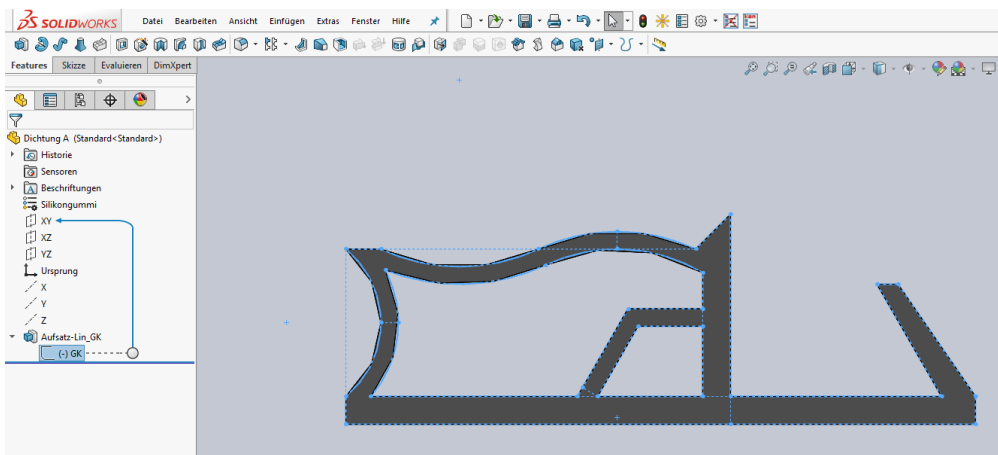 SOLIDWORKS Datei Bearbeiten Ansicht Einfügen Extras Fenster Hilfe
Features Skizze Evaluieren DimXpert
Dichtung A (Standard<Standard>)
Historie
Sensoren
A Beschriftungen
Silikongummi
XY
XZ
YZ
Ursprung
X
Y
Z
Aufsatz-Lin_GK
(-) GK